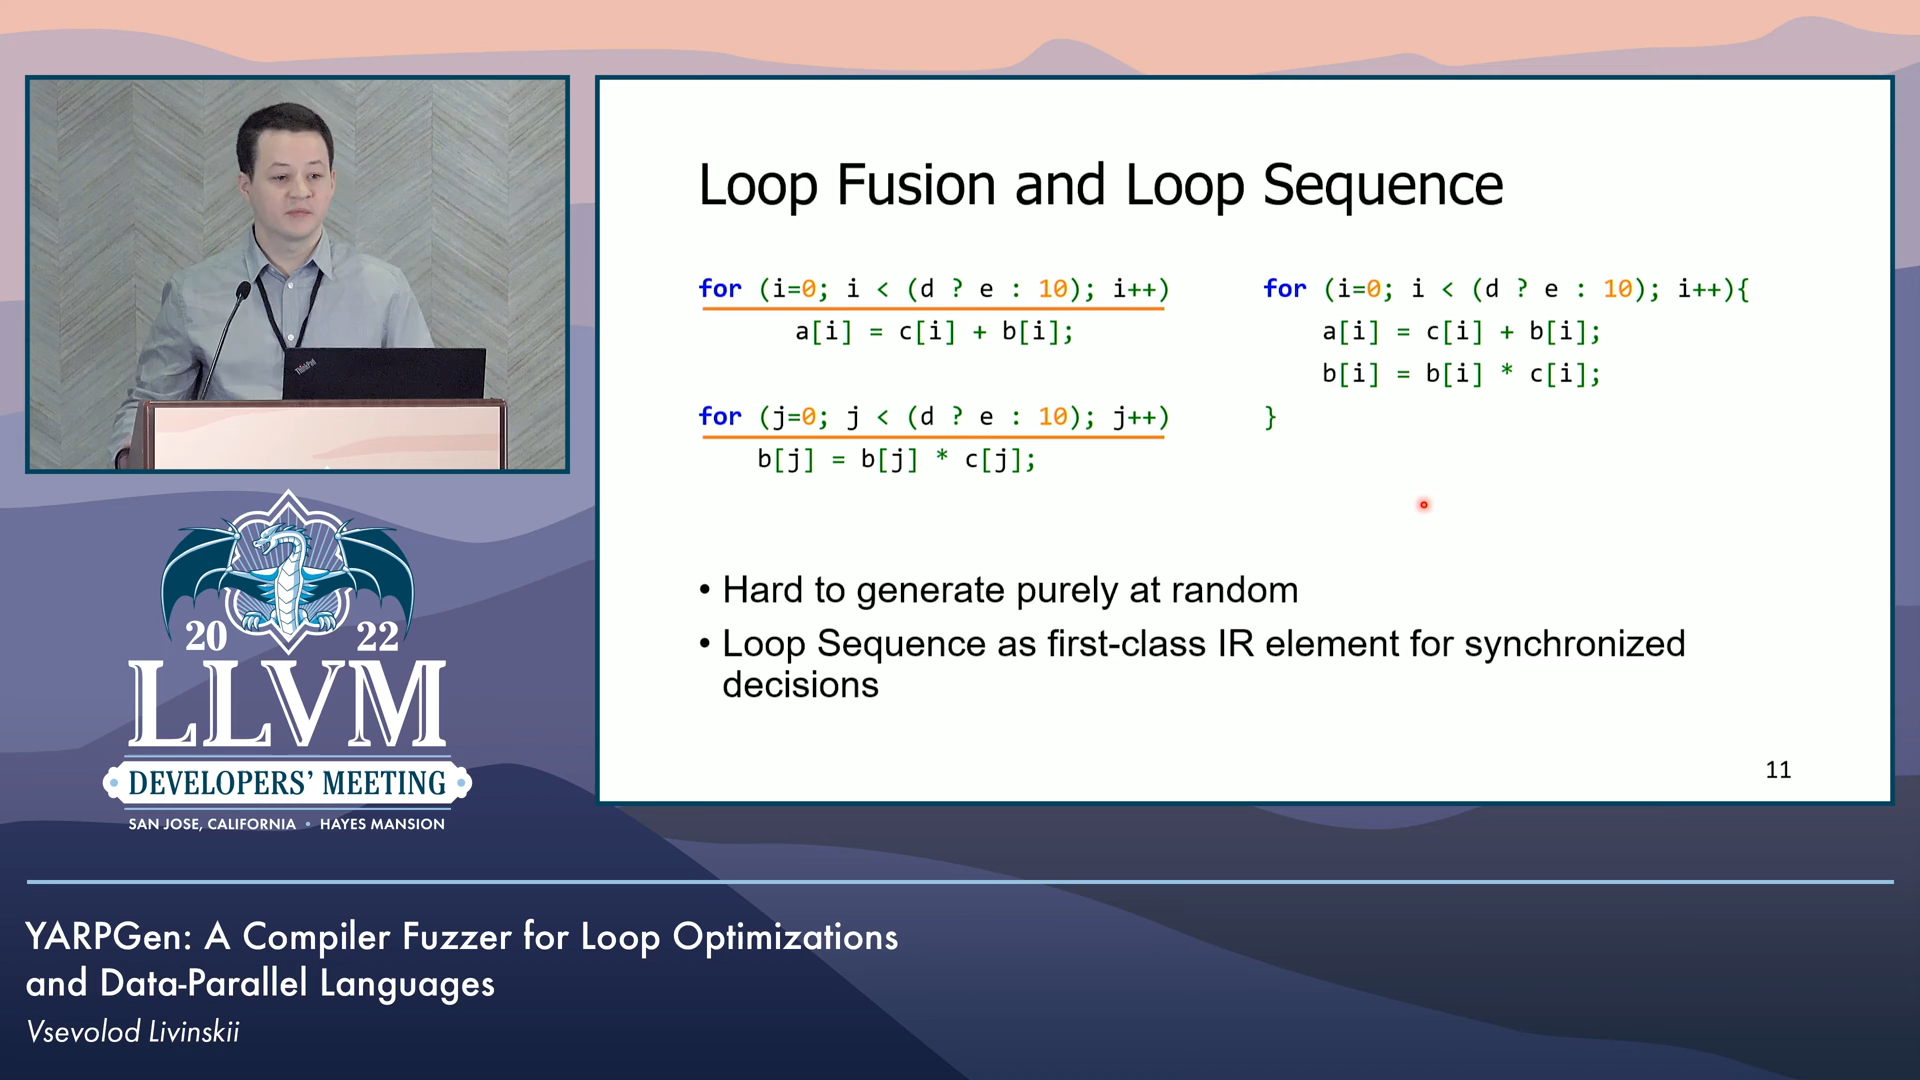 Loop Fusion and Loop Sequence
for (i=0; i < (d ? e : 10); i++)
a[i] = c[i] + b[i];
for (j=0; j < (d ? e : 10); j++)
b[j] = b[j] * c[j];
for (i=0; i < (d ? e : 10); i++){
a[i] = c[i] + b[i];
b[i] = b[i] * c[i];
}
• Hard to generate purely at random
• Loop Sequence as first-class IR element for synchronized
decisions
11
ThinkPad
20 22
LLVM
DEVELOPERS' MEETING
SAN JOSE, CALIFORNIA • HAYES MANSION
YARPGen: A Compiler Fuzzer for Loop Optimizations
and Data-Parallel Languages
Vsevolod Livinskii